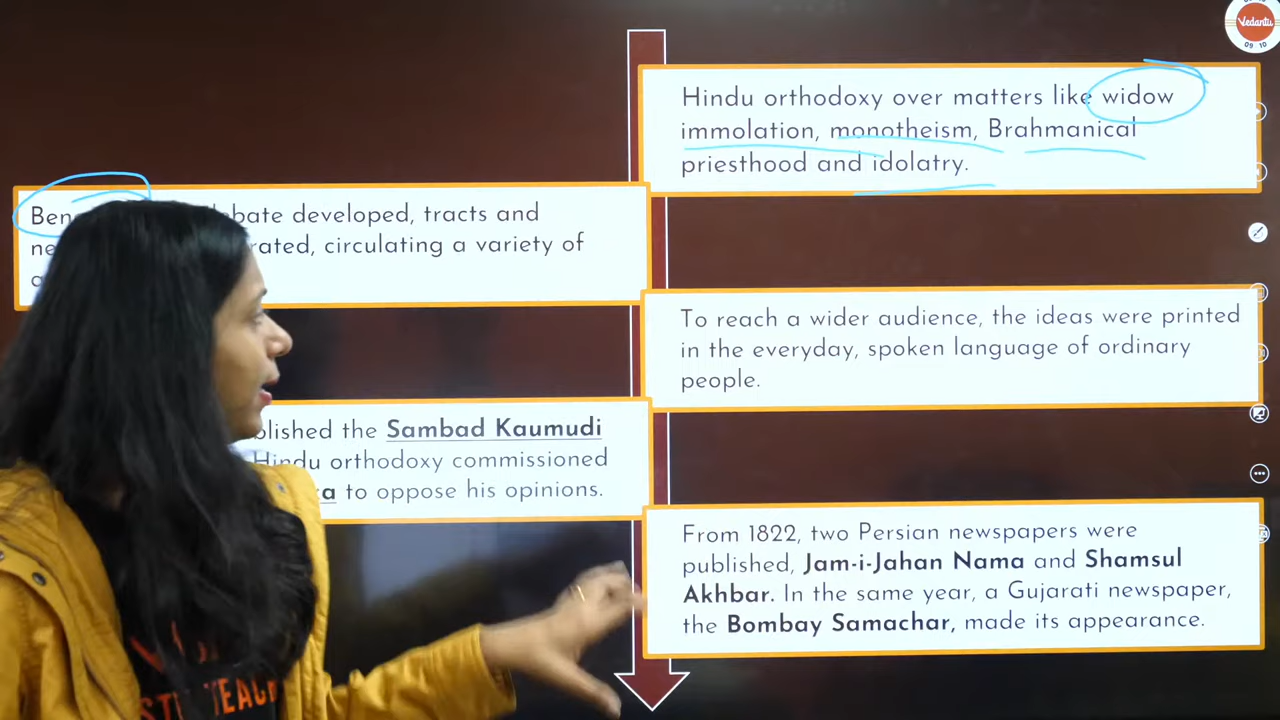 Vedantu
Hindu orthodoxy over matters like widow
immolation, monotheism, Brahmanical
priesthood and idolatry.
debate developed, tracts and
circulating a variety of
To reach a wider audience, the ideas were printed
in the everyday, spoken language of ordinary
people.
the Sambad Kaumudi
Hindu orthodoxy commissioned
to oppose his opinions.
From 1822, two Persian newspapers were
published, Jam-i-Jahan Nama and Shamsul
Akhbar. In the same year, a Gujarati newspaper,
the Bombay Samachar, made its appearance.